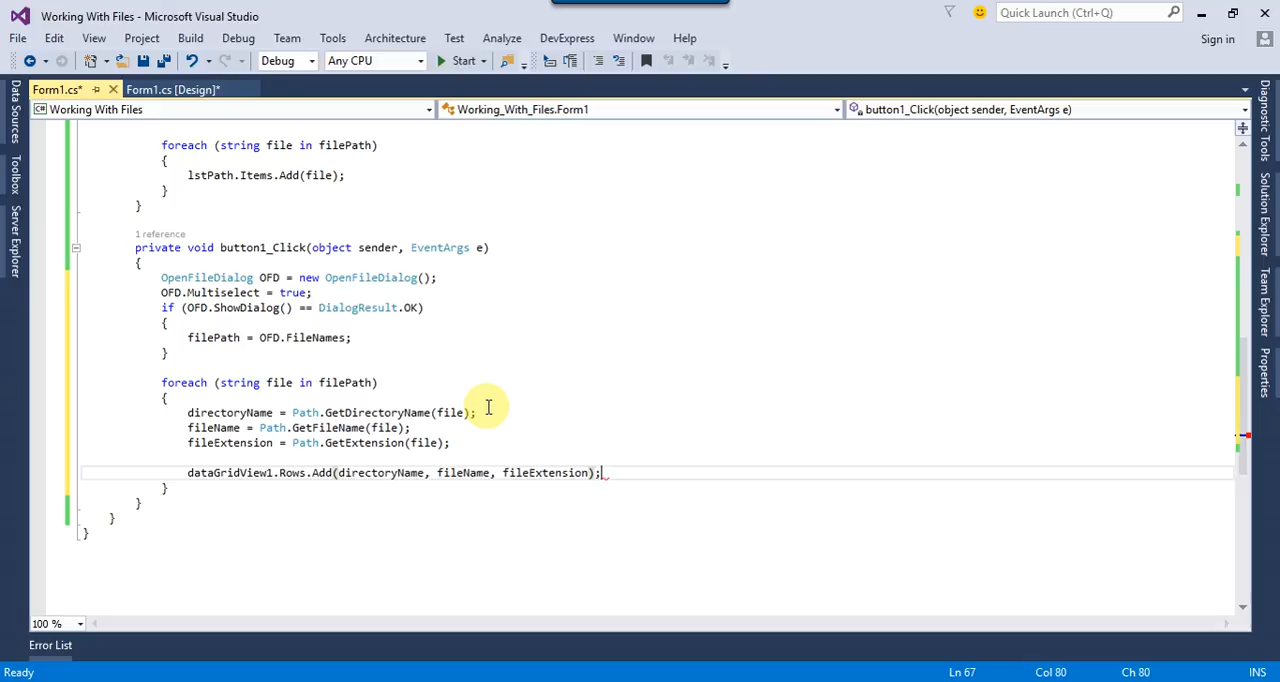 Working With Files - Microsoft Visual Studio
Quick Launch (Ctrl+Q)
File Edit View Project Build Debug Team Tools Architecture Test Analyze DevExpress Window Help
Sign in
Debug Any CPU Start
Form1.cs* Form1.cs [Design]*
Working With Files Working_With_Files.Form1 button1_Click(object sender, EventArgs e)
Data Sources
Toolbox
Server Explorer
foreach (string file in filePath)
{
lstPath.Items.Add(file);
}
}
1 reference
private void button1_Click(object sender, EventArgs e)
{
OpenFileDialog OFD = new OpenFileDialog();
OFD.Multiselect = true;
if (OFD.ShowDialog() == DialogResult.OK)
{
filePath = OFD.FileNames;
}
foreach (string file in filePath)
{
directoryName = Path.GetDirectoryName(file);
fileName = Path.GetFileName(file);
fileExtension = Path.GetExtension(file);
dataGridView1.Rows.Add(directoryName, fileName, fileExtension);
}
}
}
}
Diagnostic Tools
Solution Explorer
Team Explorer
Properties
100 %
Error List
Ready Ln 67 Col 80 Ch 80 INS